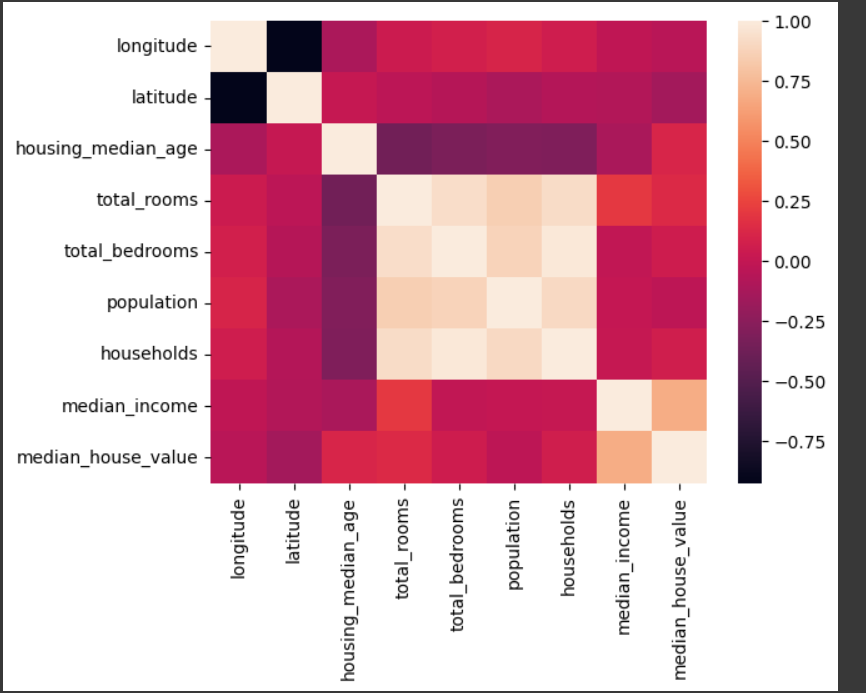 longitude
latitude
housing_median_age
total_rooms
total_bedrooms
population
households
median_income
median_house_value
longitude
latitude
housing_median_age
total_rooms
total_bedrooms
population
households
median_income
median_house_value
1.00
0.75
0.50
0.25
0.00
−0.25
−0.50
−0.75